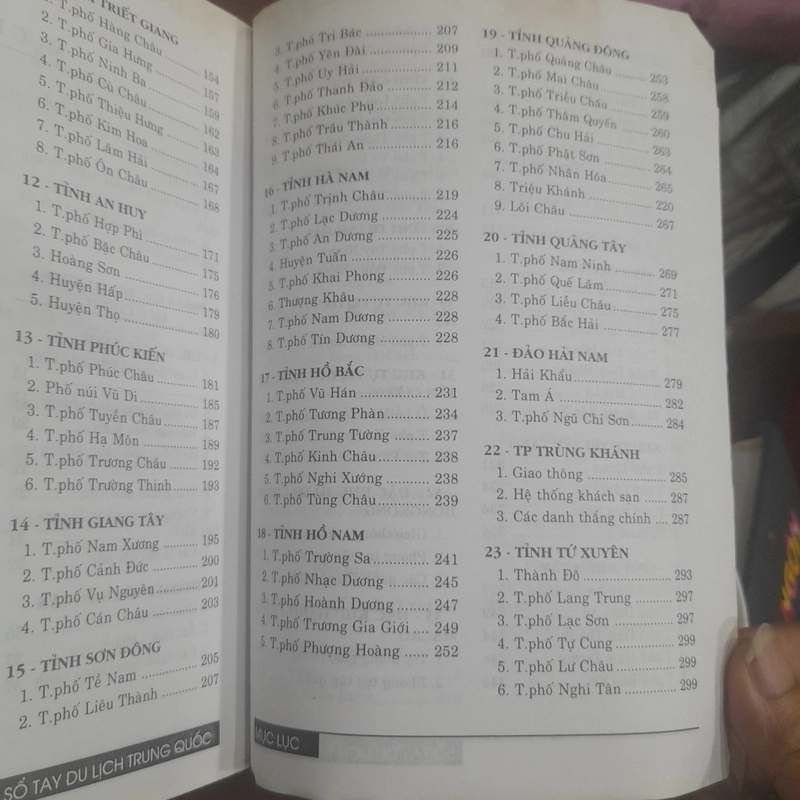 TRIẾT GIANG
1. T.phố Hàng Châu ........ 154
2. T.phố Gia Hưng ........ 157
3. T.phố Ninh Ba ........ 159
4. T.phố Cù Châu ........ 162
5. T.phố Thiệu Hưng ........ 163
6. T.phố Kim Hoa ........ 164
7. T.phố Lâm Hải ........ 167
8. T.phố Ôn Châu ........ 168
12 - TỈNH AN HUY
1. T.phố Hợp Phì ........ 171
2. T.phố Bậc Châu ........ 175
3. Hoàng Sơn ........ 176
4. Huyện Hấp ........ 179
5. Huyện Thọ ........ 180
13 - TỈNH PHÚC KIẾN
1. T.phố Phúc Châu ........ 181
2. Phố núi Vũ Di ........ 185
3. T.phố Tuyền Châu ........ 187
4. T.phố Hạ Môn ........ 189
5. T.phố Trương Châu ........ 192
6. T.phố Trường Thinh ........ 193
14 - TỈNH GIANG TÂY
1. T.phố Nam Xương ........ 195
2. T.phố Cảnh Đức ........ 200
3. T.phố Vụ Nguyên ........ 201
4. T.phố Cán Châu ........ 203
15 - TỈNH SƠN ĐÔNG
1. T.phố Tề Nam ........ 205
2. T.phố Liêu Thành ........ 207
SỔ TAY DU LỊCH TRUNG QUỐC
3. T.phố Tri Bác ........ 207
4. T.phố Yên Đài ........ 209
5. T.phố Uy Hải ........ 211
6. T.phố Thanh Đảo ........ 212
7. T.phố Khúc Phụ ........ 214
8. T.phố Trâu Thành ........ 216
9. T.phố Thái An ........ 216
16 - TỈNH HÀ NAM
1. T.phố Trịnh Châu ........ 219
2. T.phố Lạc Dương ........ 224
3. T.phố An Dương ........ 225
4. Huyện Tuấn ........ 226
5. T.phố Khai Phong ........ 226
6. Thượng Khâu ........ 228
7. T.phố Nam Dương ........ 228
8. T.phố Tín Dương ........ 228
17 - TỈNH HỒ BẮC
1. T.phố Vũ Hán ........ 231
2. T.phố Tương Phàn ........ 234
3. T.phố Trung Tường ........ 237
4. T.phố Kinh Châu ........ 238
5. T.phố Nghi Xướng ........ 238
6. T.phố Tùng Châu ........ 239
18 - TỈNH HỒ NAM
1. T.phố Trường Sa ........ 241
2. T.phố Nhạc Dương ........ 245
3. T.phố Hoành Dương ........ 247
4. T.phố Trương Gia Giới .... 249
5. T.phố Phượng Hoàng ...... 252
MỤC LỤC
19 - TỈNH QUẢNG ĐÔNG
1. T.phố Quảng Châu ........ 253
2. T.phố Mai Châu ........ 258
3. T.phố Triều Châu ........ 259
4. T.phố Thâm Quyến ........ 260
5. T.phố Chu Hải ........ 263
6. T.phố Phật Sơn ........ 264
7. T.phố Nhân Hóa ........ 265
8. Triệu Khánh ........ 220
9. Lôi Châu ........ 267
20 - TỈNH QUẢNG TÂY
1. T.phố Nam Ninh ........ 269
2. T.phố Quế Lâm ........ 271
3. T.phố Liễu Châu ........ 275
4. T.phố Bắc Hải ........ 277
21 - ĐẢO HẢI NAM
1. Hải Khẩu ........ 279
2. Tam Á ........ 282
3. T.phố Ngũ Chỉ Sơn ........ 284
22 - TP TRÙNG KHÁNH
1. Giao thông ........ 285
2. Hệ thống khách sạn ........ 287
3. Các danh thắng chính .... 287
23 - TỈNH TỨ XUYÊN
1. Thành Đô ........ 293
2. T.phố Lang Trung ........ 297
3. T.phố Lạc Sơn ........ 297
4. T.phố Tự Cung ........ 299
5. T.phố Lư Châu ........ 299
6. T.phố Nghi Tân ........ 299